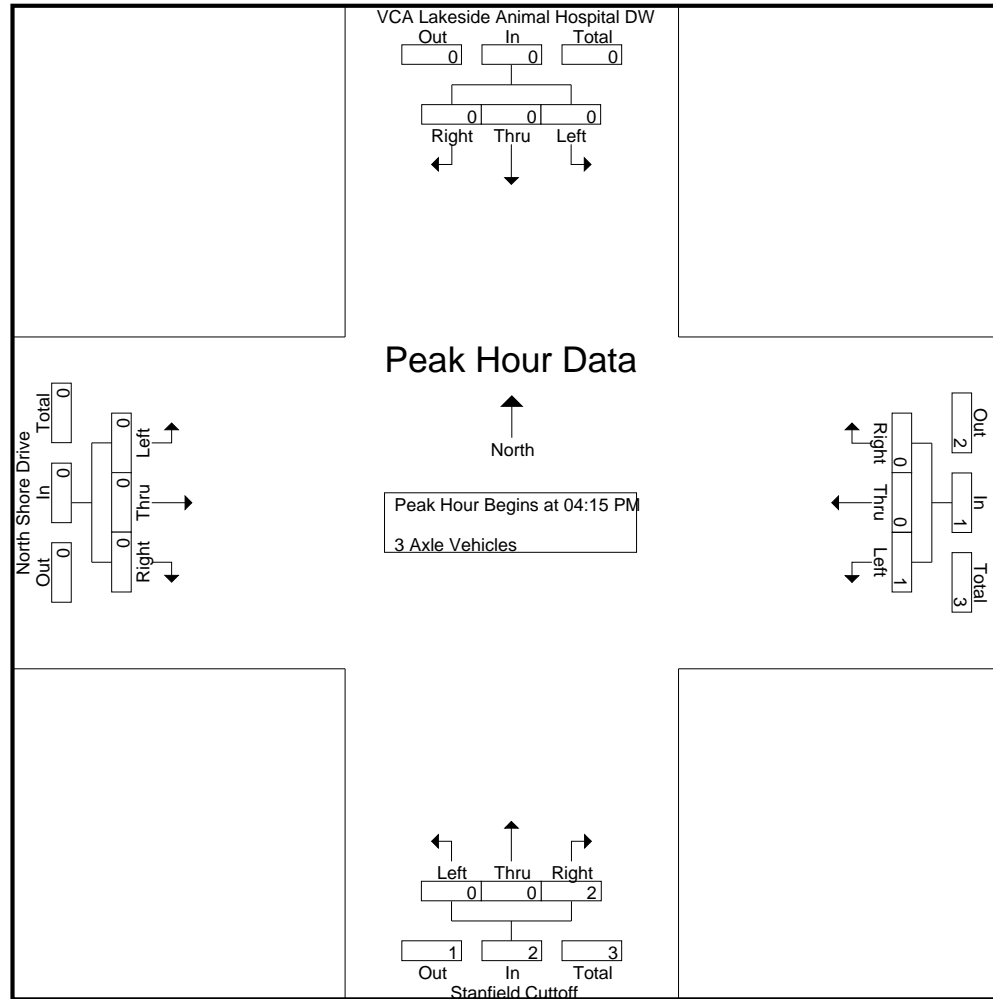 VCA Lakeside Animal Hospital DW
Out In Total
0 0 0
0 0 0
Right Thru Left
Peak Hour Data
North
Peak Hour Begins at 04:15 PM
3 Axle Vehicles
North Shore Drive
Out In Total
0 0 0
0 0 0
Right Thru Left
Out In Total
2 1 3
Right Thru Left
0 0 1
Left Thru Right
0 0 2
1 2 3
Out In Total
Stanfield Cuttoff